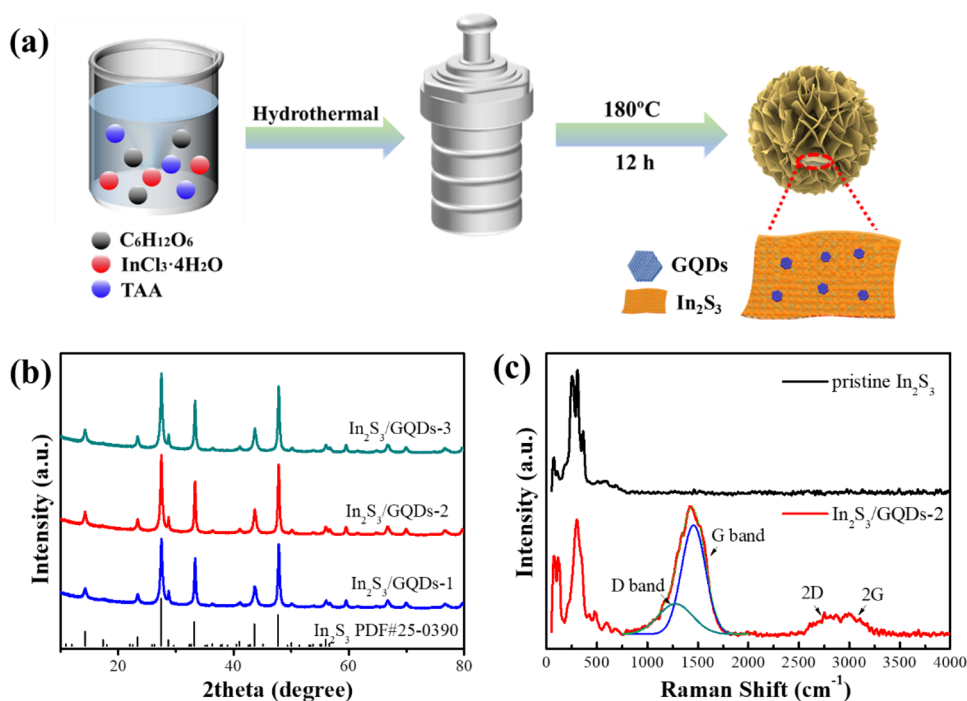 (a)
Hydrothermal
180ºC
12 h
C₆H₁₂O₆
InCl₃·4H₂O
TAA
GQDs
In₂S₃
(b)
Intensity (a.u.)
In₂S₃/GQDs-3
In₂S₃/GQDs-2
In₂S₃/GQDs-1
In₂S₃ PDF#25-0390
20 40 60 80
2theta (degree)
(c)
Intensity (a.u.)
pristine In₂S₃
In₂S₃/GQDs-2
G band
D band
2D 2G
0 500 1000 1500 2000 2500 3000 3500 4000
Raman Shift (cm⁻¹)